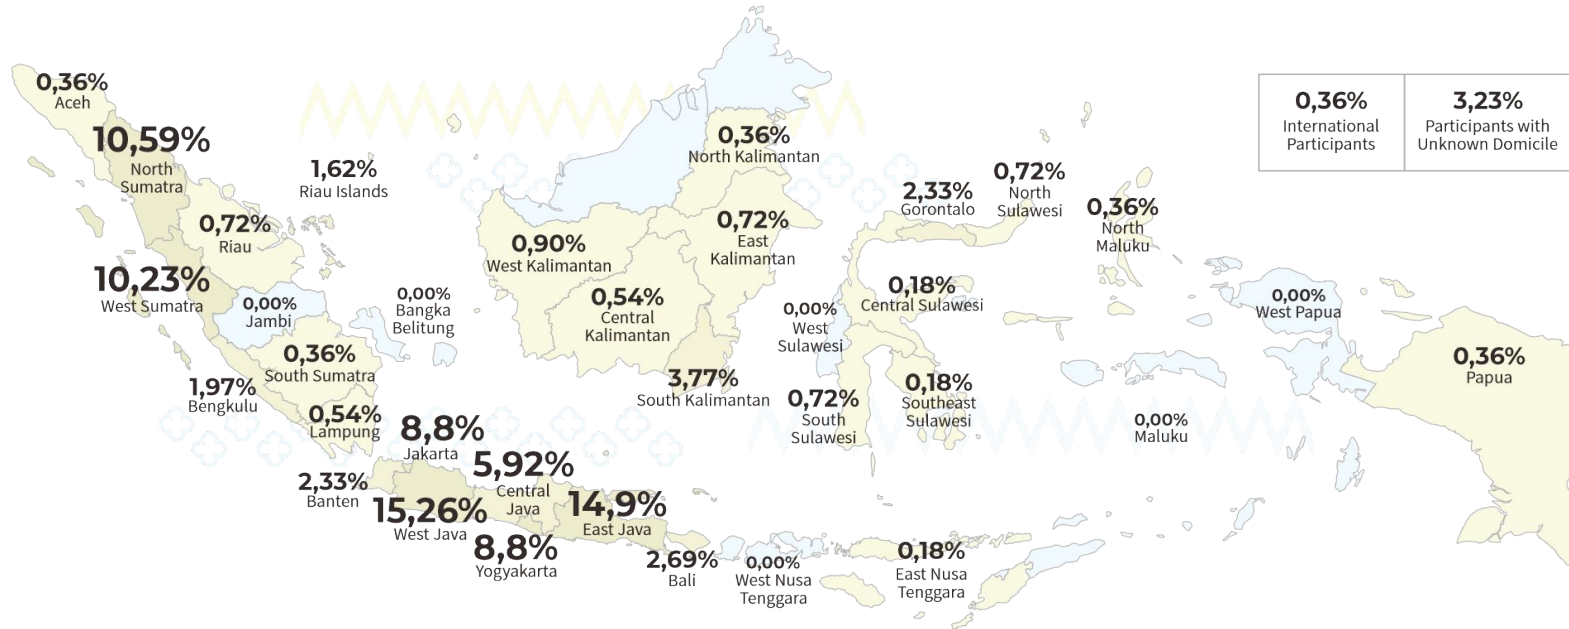 0,36%
Aceh
10,59%
North
Sumatra
1,62%
Riau Islands
0,72%
Riau
10,23%
West Sumatra
0,00%
Jambi
0,00%
Bangka
Belitung
0,36%
South Sumatra
1,97%
Bengkulu
0,54%
Lampung
8,8%
Jakarta
2,33%
Banten
15,26%
West Java
5,92%
Central
Java
8,8%
Yogyakarta
14,9%
East Java
2,69%
Bali
0,00%
West Nusa
Tenggara
0,18%
East Nusa
Tenggara
0,36%
North Kalimantan
0,90%
West Kalimantan
0,72%
East
Kalimantan
0,54%
Central
Kalimantan
3,77%
South Kalimantan
2,33%
Gorontalo
0,72%
North
Sulawesi
0,18%
Central Sulawesi
0,00%
West
Sulawesi
0,72%
South
Sulawesi
0,18%
Southeast
Sulawesi
0,36%
North
Maluku
0,00%
Maluku
0,00%
West Papua
0,36%
Papua
0,36%
International
Participants
3,23%
Participants with
Unknown Domicile